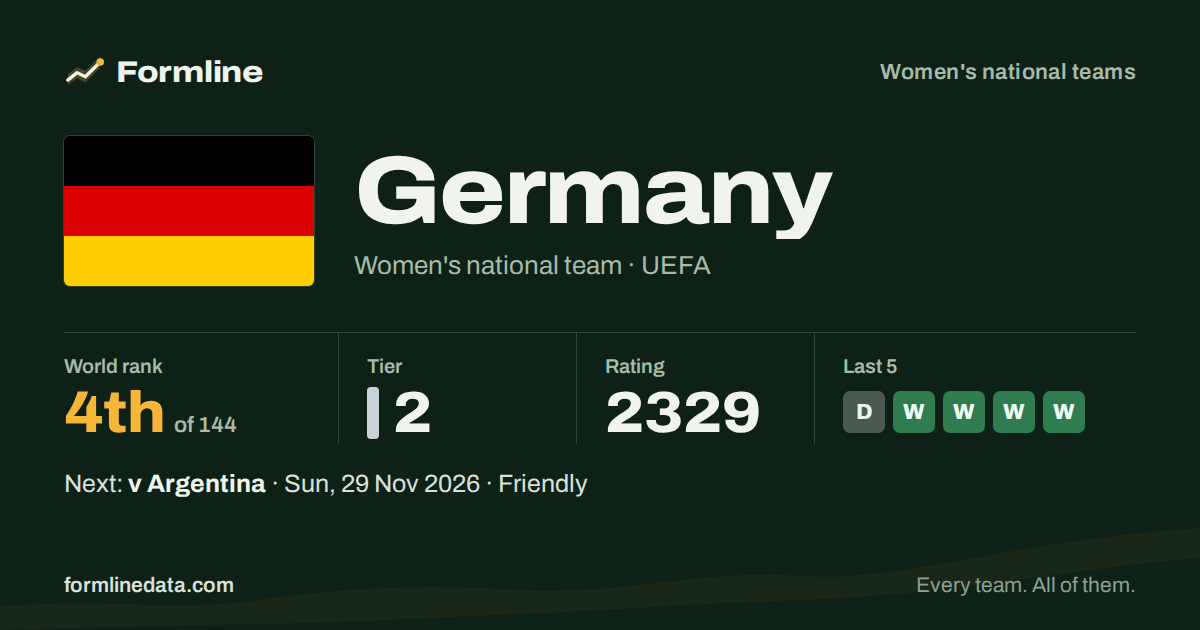 Formline
Women's national teams
Germany
Women's national team · UEFA
World rank
4th of 144
Tier
2
Rating
2329
Last 5
D W W W W
Next: v Argentina · Sun, 29 Nov 2026 · Friendly
formlinedata.com
Every team. All of them.